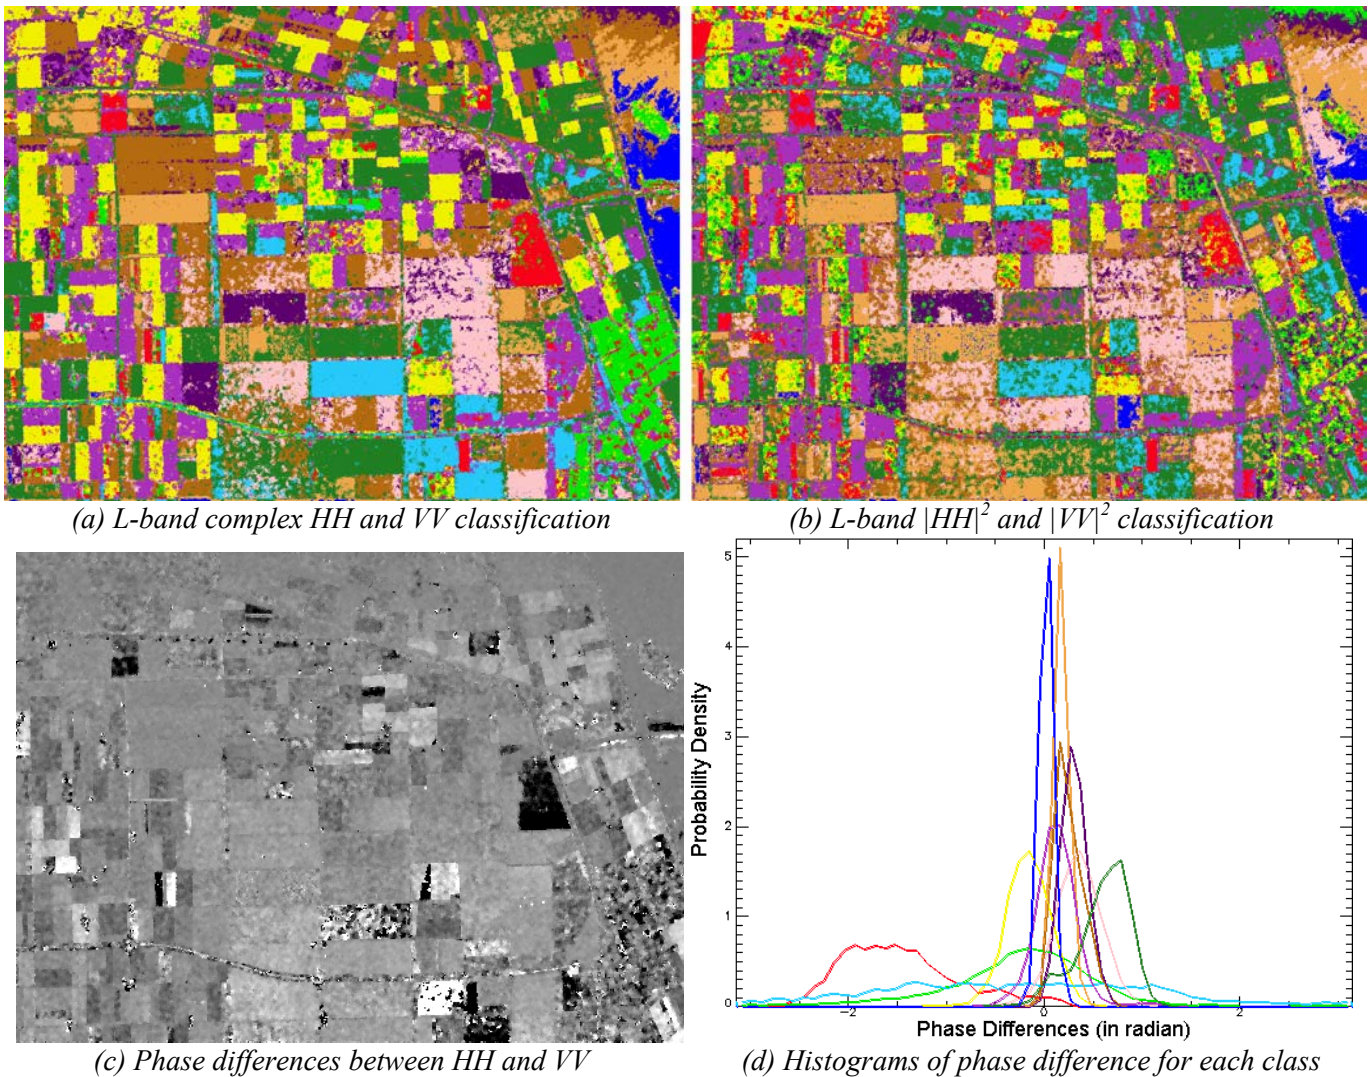 (a) L-band complex HH and VV classification
(b) L-band |HH|² and |VV|² classification
5
4
3
2
1
0
Probability Density
−2
0
2
Phase Differences (in radian)
(c) Phase differences between HH and VV
(d) Histograms of phase difference for each class